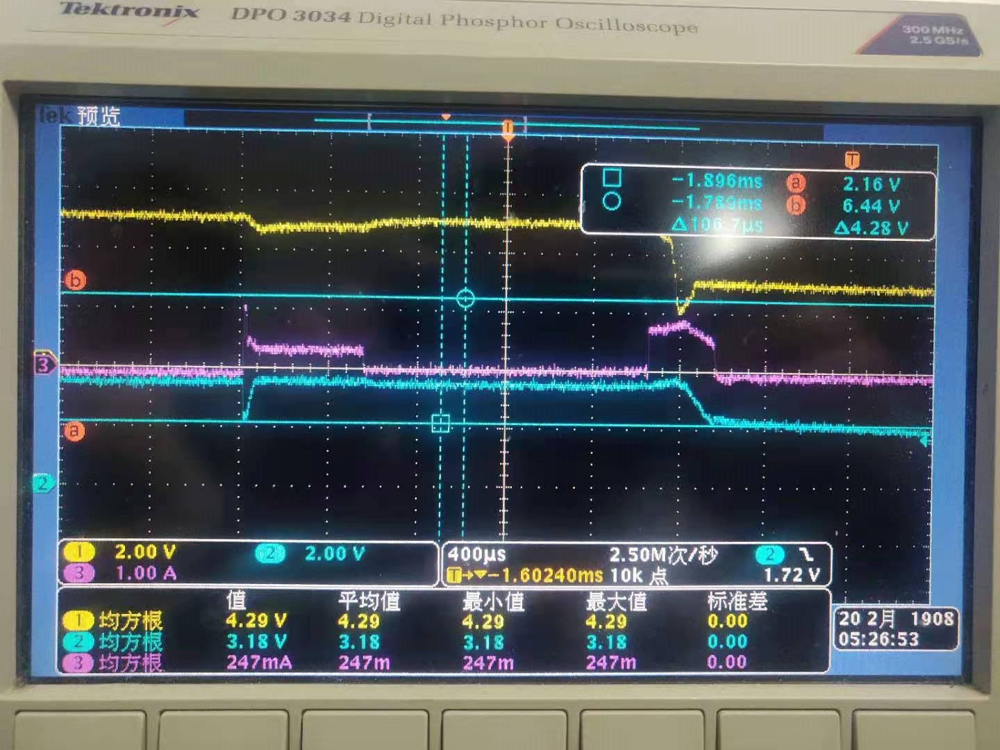 Tektronix DPO 3034 Digital Phosphor Oscilloscope
300 MHz
2.5 GS/s
Tek 预览
T
T
−1.896ms a 2.16 V
−1.789ms b 6.44 V
Δ106.7μs Δ4.28 V
b
3
a
2
1 2.00 V 2 2.00 V
3 1.00 A
400μs 2.50M次/秒 2
T→▼−1.60240ms 10k 点 1.72 V
值 平均值 最小值 最大值 标准差
1 均方根 4.29 V 4.29 4.29 4.29 0.00
2 均方根 3.18 V 3.18 3.18 3.18 0.00
3 均方根 247mA 247m 247m 247m 0.00
20 2月 1908
05:26:53